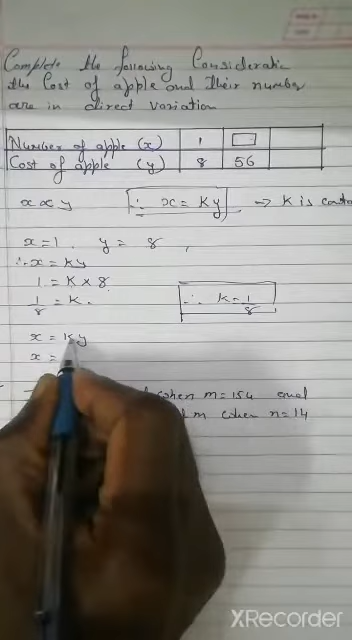 Complete the following Consideratin
the Cost of apple and their number
are in direct variation
Number of apple (x) 1
Cost of apple (y) 8 56
x ∝ y ∴ x = Ky → K is conta
x = 1 . y = 8 ,
∴ x = Ky
1 = K × 8
1/8 = K . ∴ K = 1/8
x = Ky
x =
when m = 154 and
m when n = 14
XRecorder